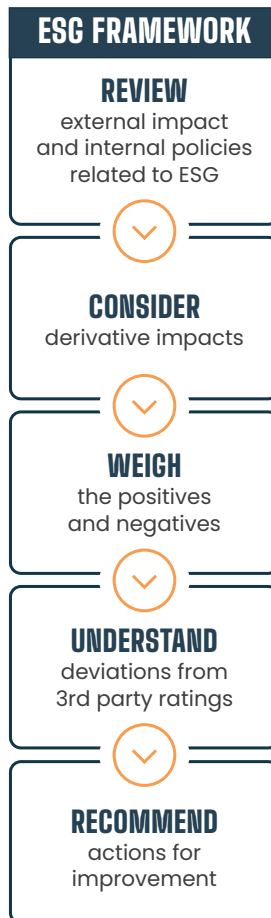 ESG FRAMEWORK
REVIEW
external impact
and internal policies
related to ESG
CONSIDER
derivative impacts
WEIGH
the positives
and negatives
UNDERSTAND
deviations from
3rd party ratings
RECOMMEND
actions for
improvement